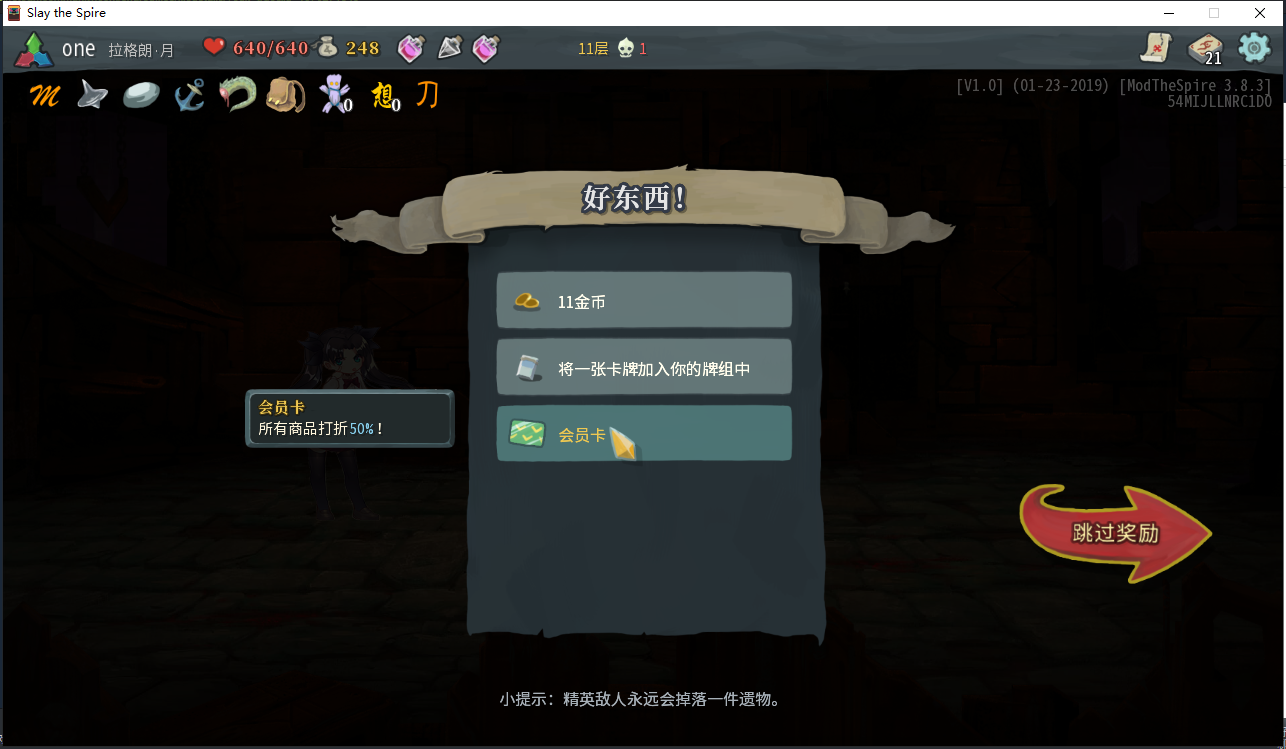 Slay the Spire
one 拉格朗·月 640/640 248 11层 1 21
M 0 想 0 刀
[V1.0] (01-23-2019) [ModTheSpire 3.8.3]
54MIJLLNRC1D0
好东西！
11金币
将一张卡牌加入你的牌组中
会员卡
会员卡
所有商品打折50%！
跳过奖励
小提示：精英敌人永远会掉落一件遗物。